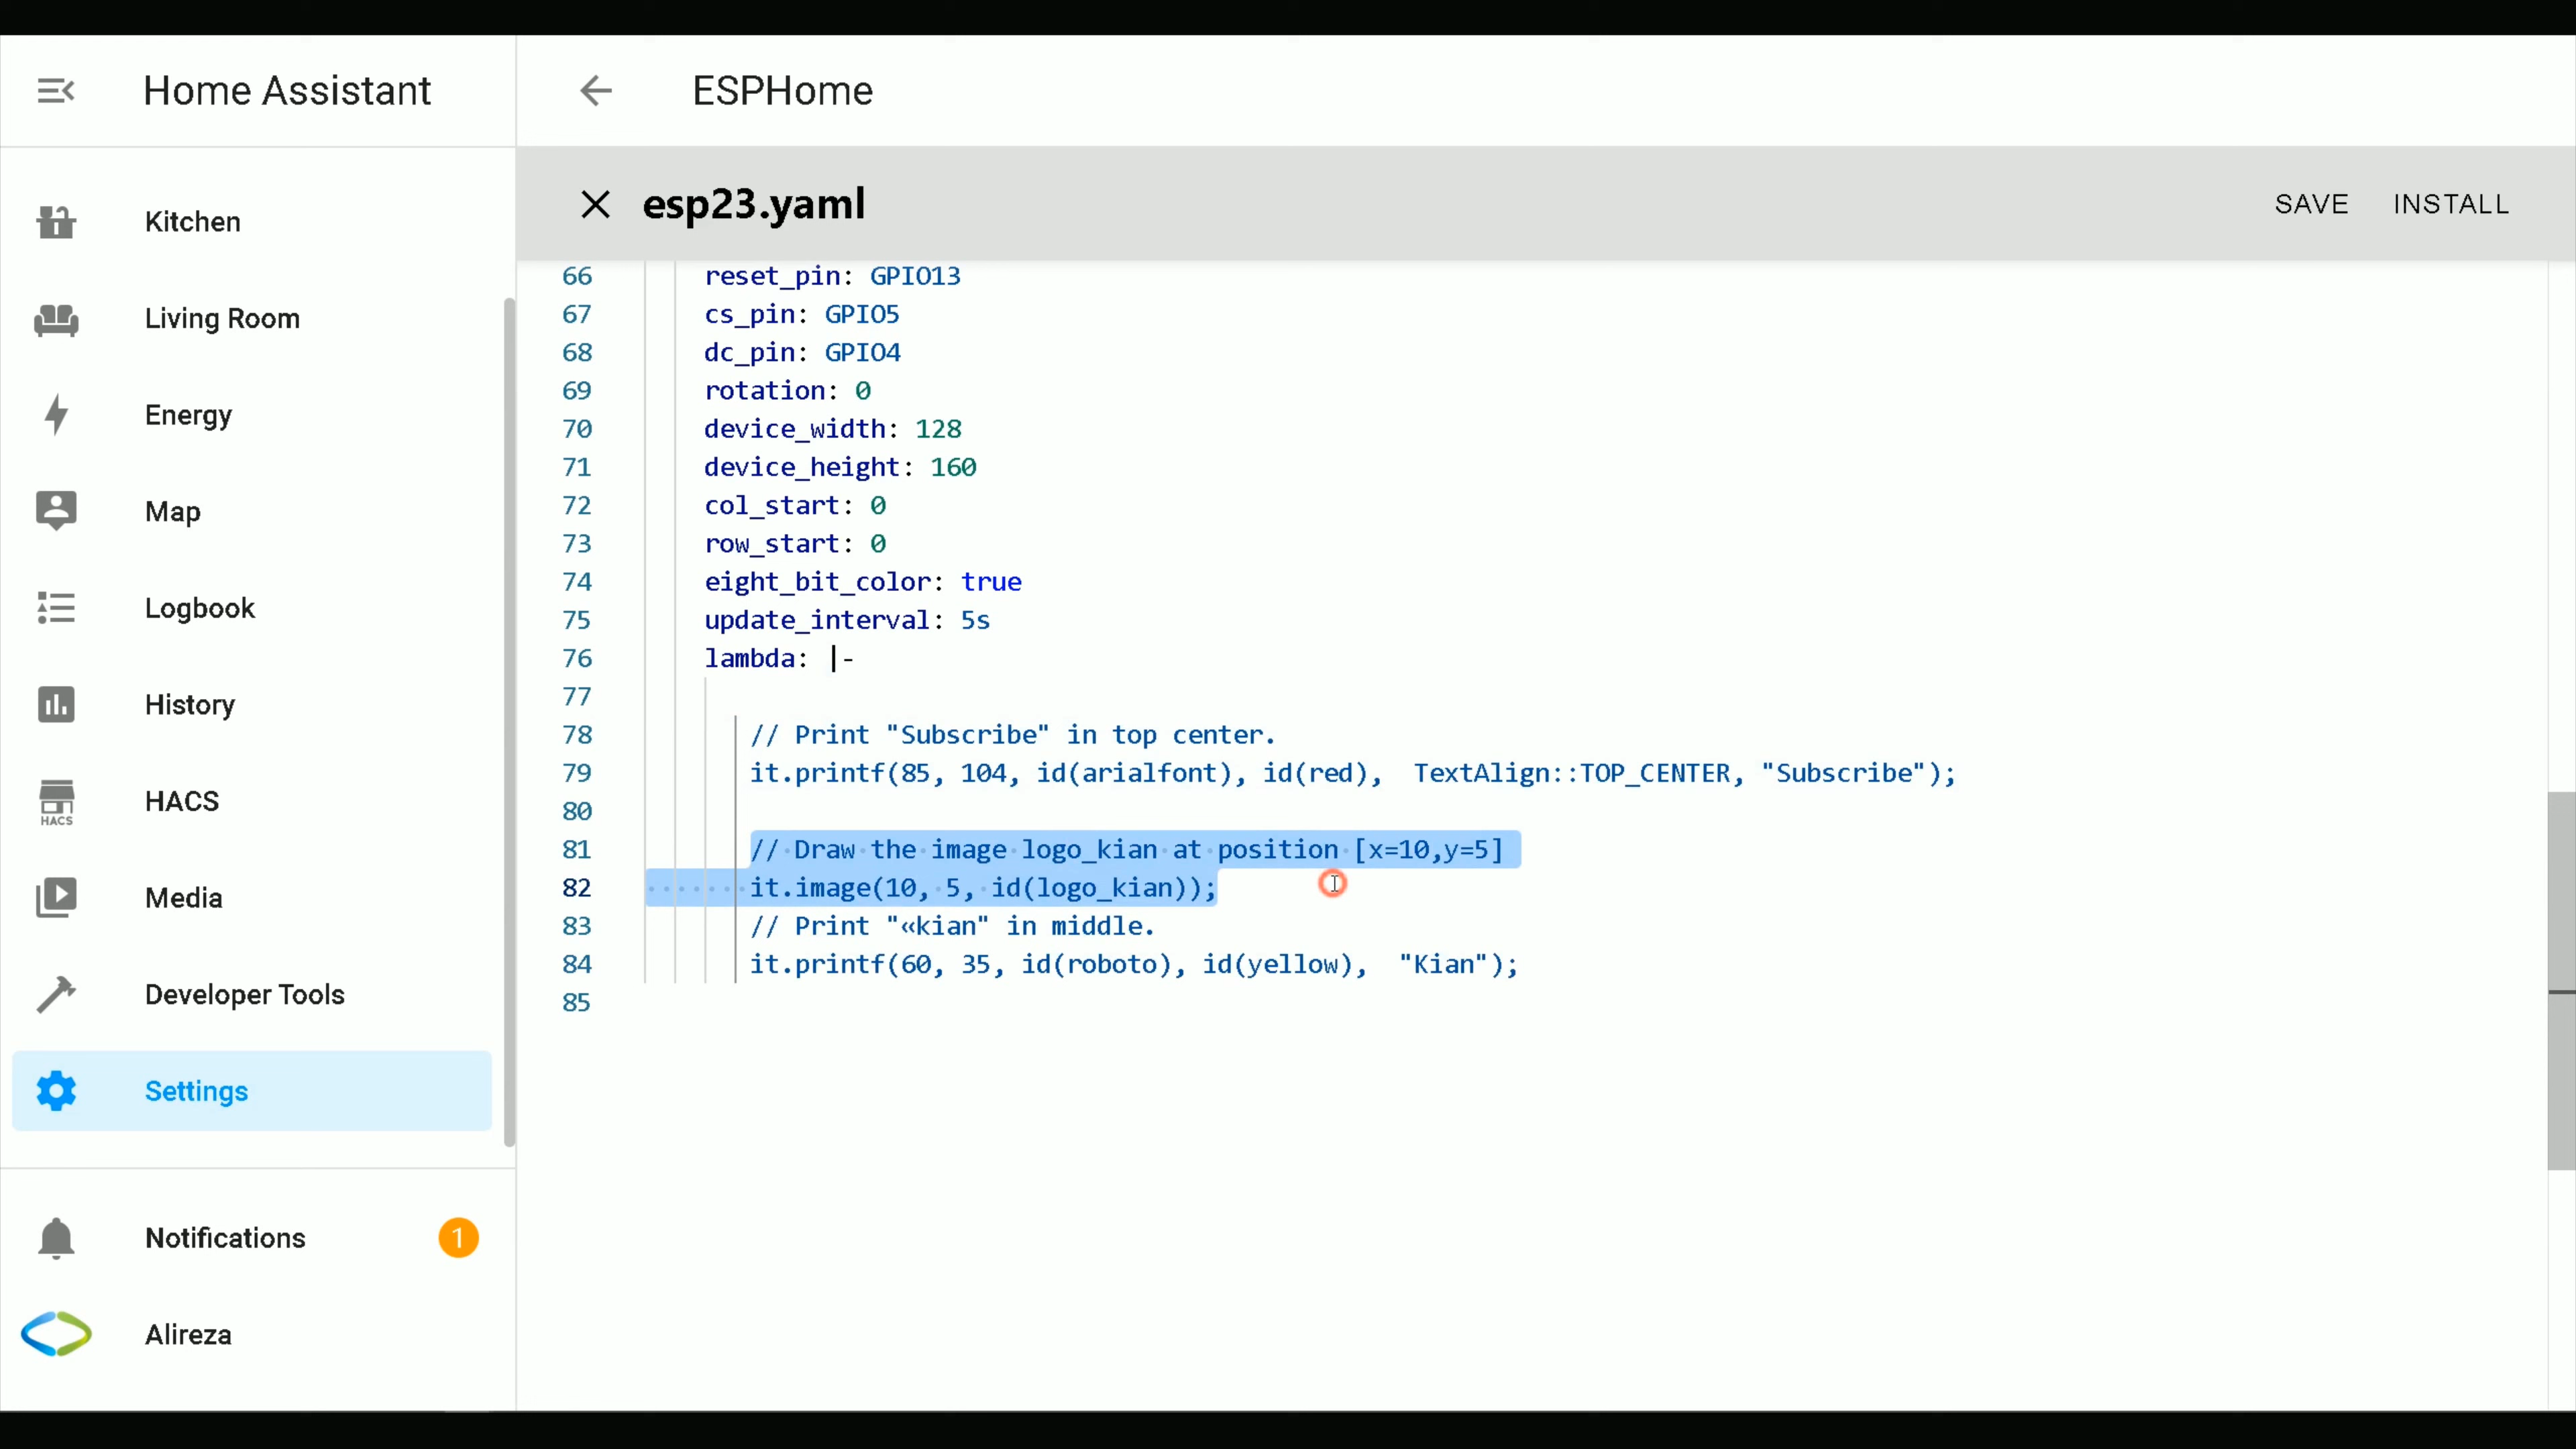 Home Assistant
ESPHome
esp23.yaml
SAVE INSTALL
Kitchen
Living Room
Energy
Map
Logbook
History
HACS
HACS
Media
Developer Tools
Settings
Notifications
1
Alireza
66 reset_pin: GPIO13
67 cs_pin: GPIO5
68 dc_pin: GPIO4
69 rotation: 0
70 device_width: 128
71 device_height: 160
72 col_start: 0
73 row_start: 0
74 eight_bit_color: true
75 update_interval: 5s
76 lambda: |-
77
78 // Print "Subscribe" in top center.
79 it.printf(85, 104, id(arialfont), id(red),  TextAlign::TOP_CENTER, "Subscribe");
80
81 // Draw the image logo_kian at position [x=10,y=5]
82 it.image(10, 5, id(logo_kian));
83 // Print "«kian" in middle.
84 it.printf(60, 35, id(roboto), id(yellow),  "Kian");
85